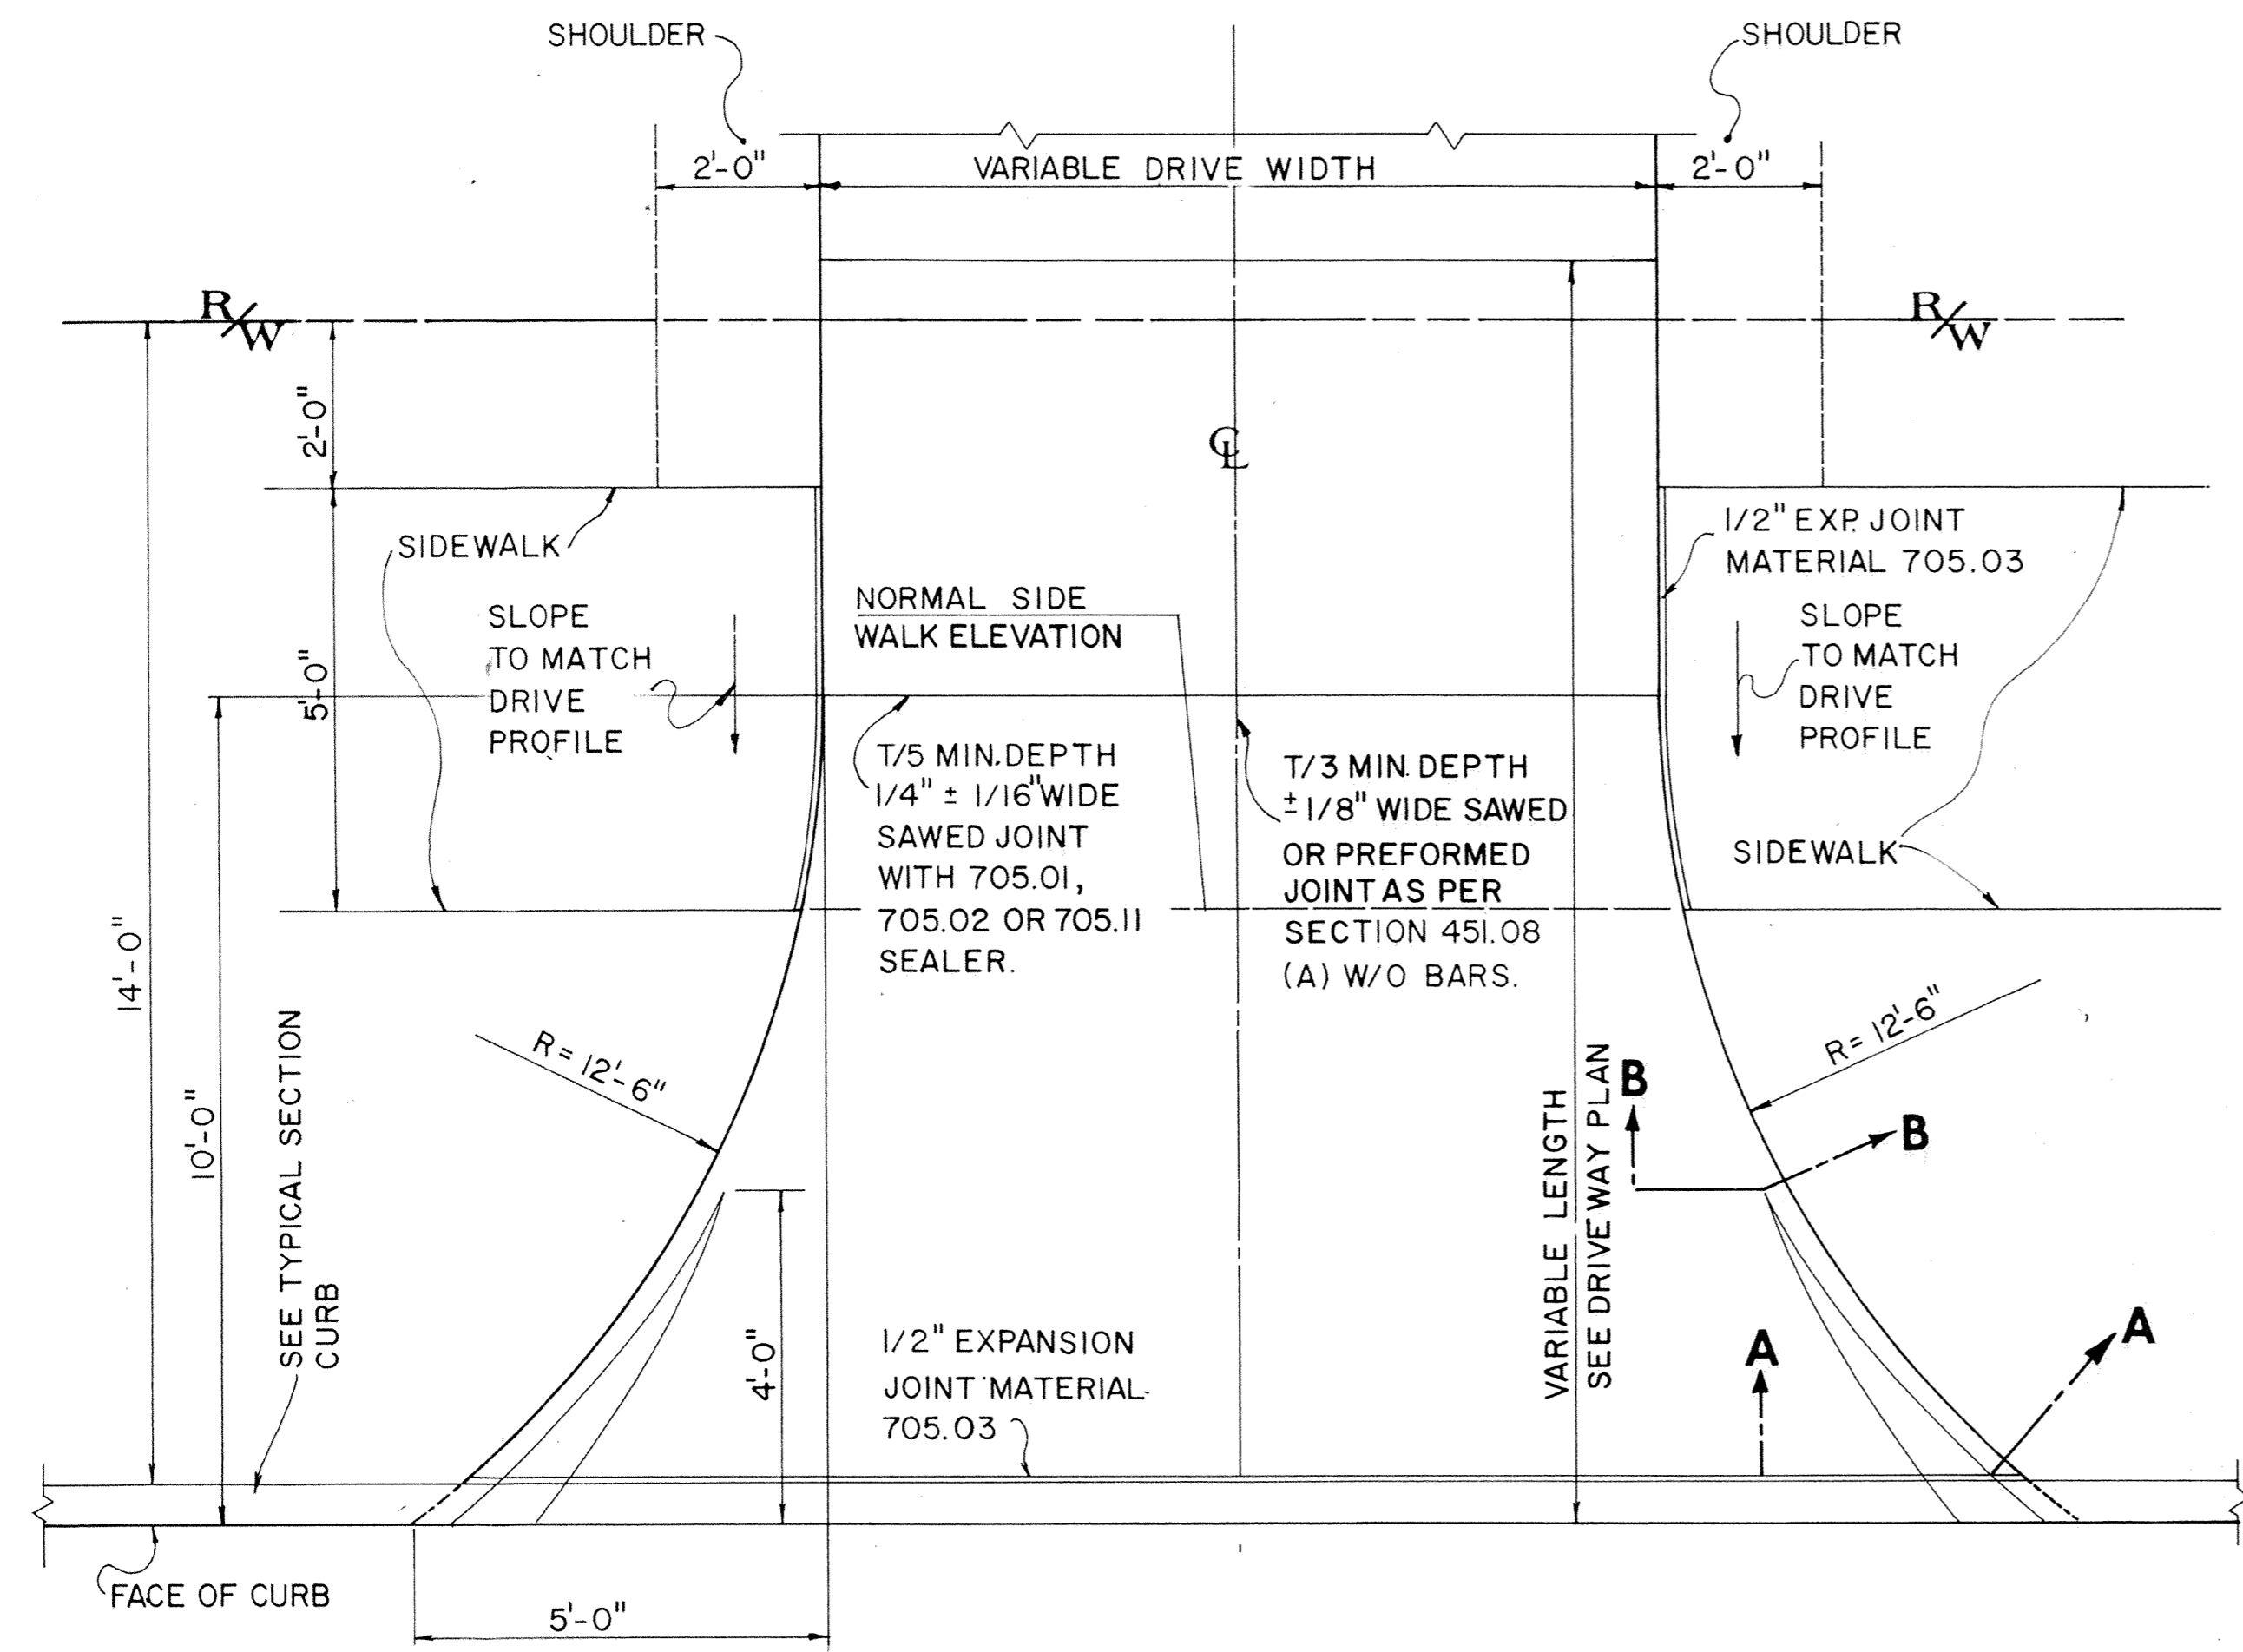 SHOULDER
SHOULDER
2'-0"
VARIABLE DRIVE WIDTH
2'-0"
R/W
R/W
2'-0"
CL
SIDEWALK
1/2" EXP. JOINT
MATERIAL 705.03
NORMAL SIDE
WALK ELEVATION
SLOPE
TO MATCH
DRIVE
PROFILE
SLOPE
TO MATCH
DRIVE
PROFILE
5'-0"
T/5 MIN. DEPTH
1/4" ± 1/16" WIDE
SAWED JOINT
WITH 705.01,
705.02 OR 705.11
SEALER.
T/3 MIN. DEPTH
±1/8" WIDE SAWED
OR PREFORMED
JOINT AS PER
SECTION 451.08
(A) W/O BARS.
SIDEWALK
14'-0"
10'-0"
SEE TYPICAL SECTION
CURB
R=12'-6"
R=12'-6"
VARIABLE LENGTH
SEE DRIVEWAY PLAN
B
B
4'-0"
1/2" EXPANSION
JOINT MATERIAL
705.03
A
A
FACE OF CURB
5'-0"